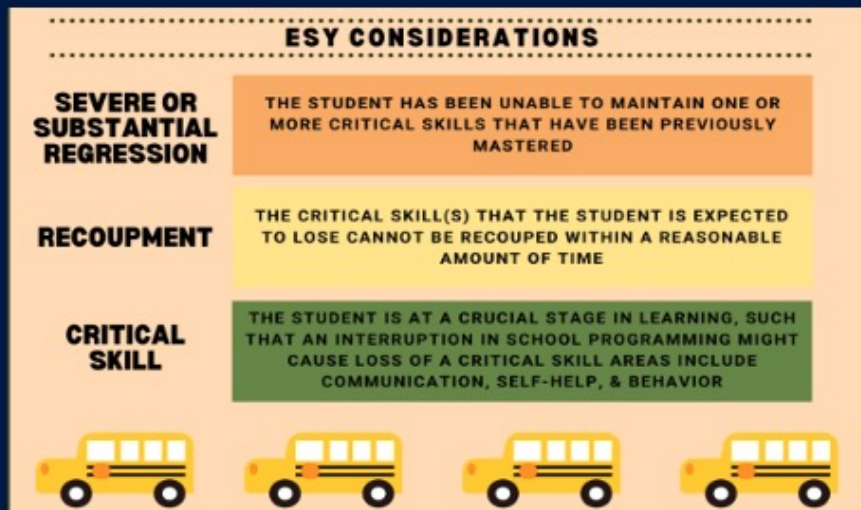 ESY CONSIDERATIONS
SEVERE OR
SUBSTANTIAL
REGRESSION
THE STUDENT HAS BEEN UNABLE TO MAINTAIN ONE OR
MORE CRITICAL SKILLS THAT HAVE BEEN PREVIOUSLY
MASTERED
RECOUPMENT
THE CRITICAL SKILL(S) THAT THE STUDENT IS EXPECTED
TO LOSE CANNOT BE RECOUPED WITHIN A REASONABLE
AMOUNT OF TIME
CRITICAL
SKILL
THE STUDENT IS AT A CRUCIAL STAGE IN LEARNING, SUCH
THAT AN INTERRUPTION IN SCHOOL PROGRAMMING MIGHT
CAUSE LOSS OF A CRITICAL SKILL AREAS INCLUDE
COMMUNICATION, SELF-HELP, & BEHAVIOR